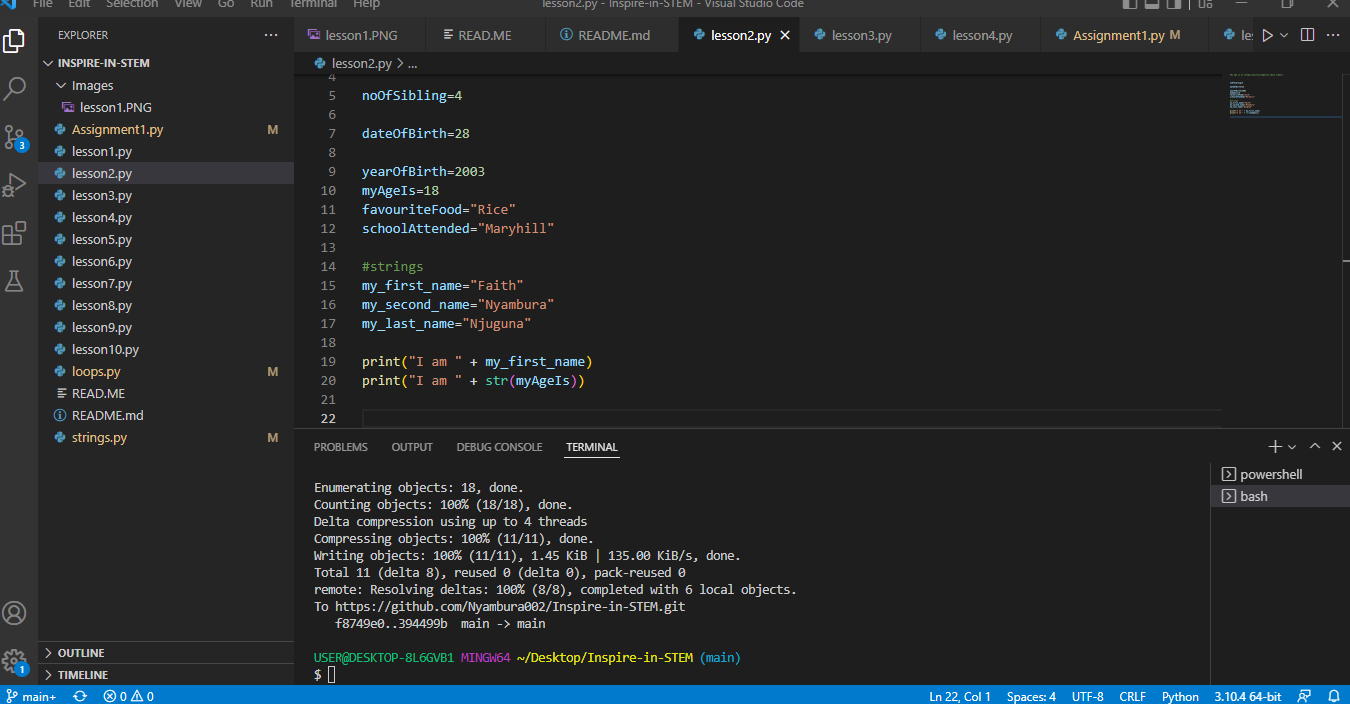 File Edit Selection View Go Run Terminal Help lesson2.py - Inspire-in-STEM - Visual Studio Code
EXPLORER
lesson1.PNG READ.ME README.md lesson2.py lesson3.py lesson4.py Assignment1.py M
INSPIRE-IN-STEM
Images
lesson1.PNG
Assignment1.py M
lesson1.py
lesson2.py
lesson3.py
lesson4.py
lesson5.py
lesson6.py
lesson7.py
lesson8.py
lesson9.py
lesson10.py
loops.py M
READ.ME
README.md
strings.py M
OUTLINE
TIMELINE
3
1
lesson2.py > ...
4
5 noOfSibling=4
6
7 dateOfBirth=28
8
9 yearOfBirth=2003
10 myAgeIs=18
11 favouriteFood="Rice"
12 schoolAttended="Maryhill"
13
14 #strings
15 my_first_name="Faith"
16 my_second_name="Nyambura"
17 my_last_name="Njuguna"
18
19 print("I am " + my_first_name)
20 print("I am " + str(myAgeIs))
21
22
PROBLEMS OUTPUT DEBUG CONSOLE TERMINAL
Enumerating objects: 18, done.
Counting objects: 100% (18/18), done.
Delta compression using up to 4 threads
Compressing objects: 100% (11/11), done.
Writing objects: 100% (11/11), 1.45 KiB | 135.00 KiB/s, done.
Total 11 (delta 8), reused 0 (delta 0), pack-reused 0
remote: Resolving deltas: 100% (8/8), completed with 6 local objects.
To https://github.com/Nyambura002/Inspire-in-STEM.git
f8749e0..394499b main -> main
USER@DESKTOP-8L6GVB1 MINGW64 ~/Desktop/Inspire-in-STEM (main)
$
powershell
bash
main+ 0 0 Ln 22, Col 1 Spaces: 4 UTF-8 CRLF Python 3.10.4 64-bit